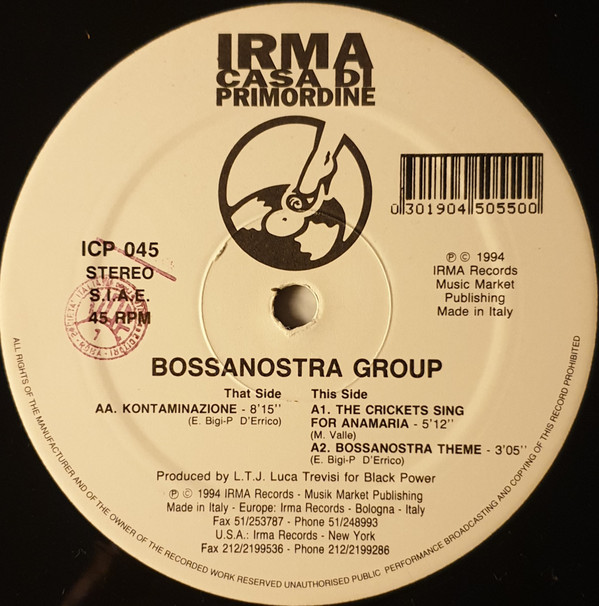 IRMA
CASA DI
PRIMORDINE
0 301904 505500
ICP 045
STEREO
S.I.A.E.
45 RPM
℗ © 1994
IRMA Records
Music Market
Publishing
Made in Italy
BOSSANOSTRA GROUP
That Side
AA. KONTAMINAZIONE - 8'15''
(E. Bigi-P D'Errico)
This Side
A1. THE CRICKETS SING
FOR ANAMARIA - 5'12''
(M. Valle)
A2. BOSSANOSTRA THEME - 3'05''
(E. Bigi-P D'Errico)
Produced by L.T.J. Luca Trevisi for Black Power
℗ © 1994 IRMA Records - Musik Market Publishing
Made in Italy - Europe: Irma Records - Bologna - Italy
Fax 51/253787 - Phone 51/248993
U.S.A.: Irma Records - New York
Fax 212/2199536 - Phone 212/2199286
ALL RIGHTS OF THE MANUFACTURER AND OF THE OWNER OF THE RECORDED WORK RESERVED UNAUTHORISED PUBLIC PERFORMANCE BROADCASTING AND COPYING OF THIS RECORD PROHIBITED